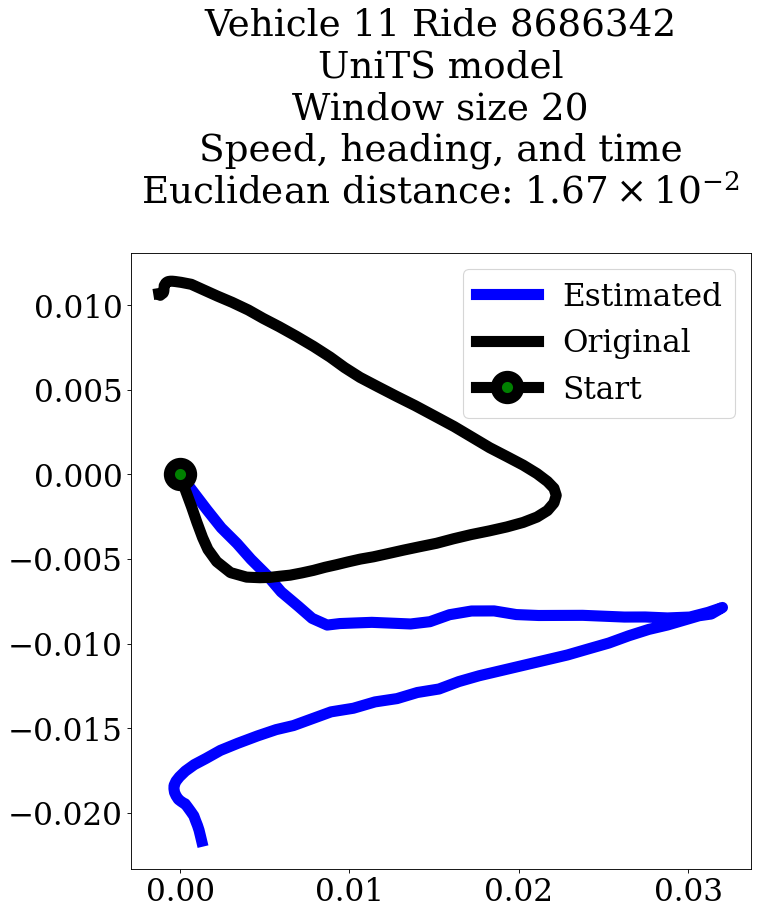 Vehicle 11 Ride 8686342
UniTS model
Window size 20
Speed, heading, and time
Euclidean distance: 1.67 × 10⁻²
Estimated
Original
Start
0.010
0.005
0.000
−0.005
−0.010
−0.015
−0.020
0.00 0.01 0.02 0.03